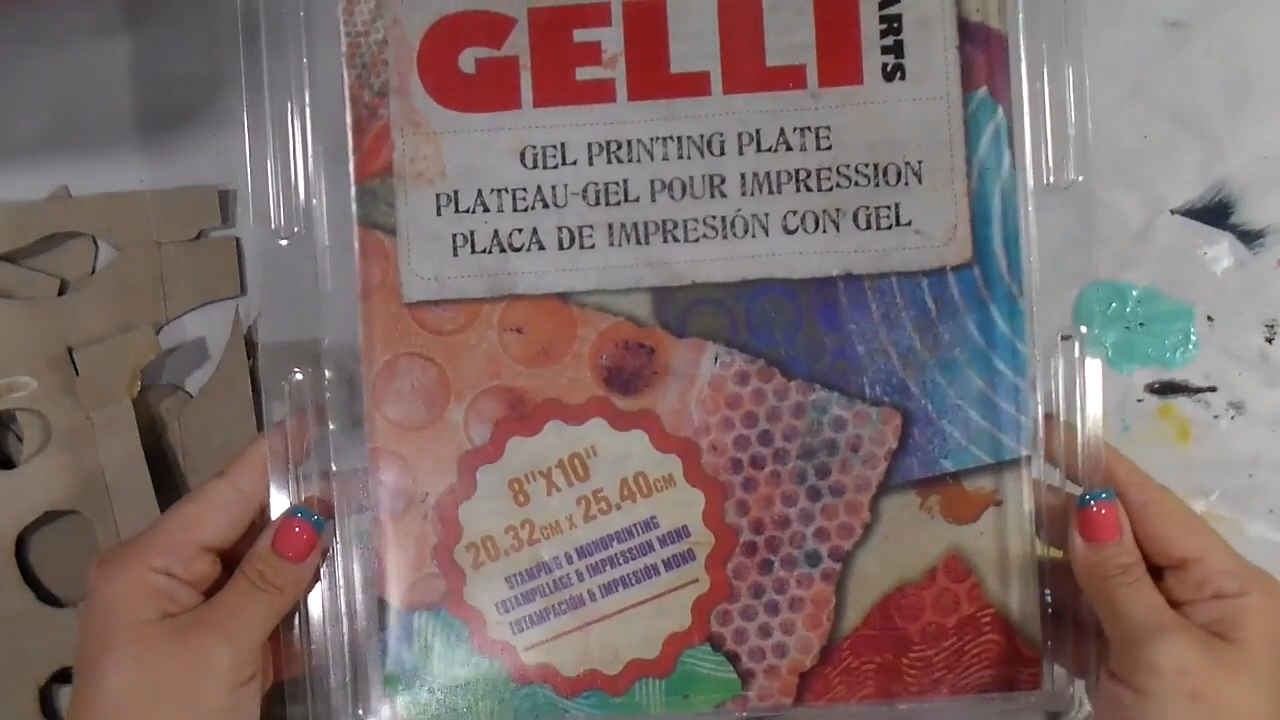 GELLI
ARTS
GEL PRINTING PLATE
PLATEAU-GEL POUR IMPRESSION
PLACA DE IMPRESIÓN CON GEL
8"X10"
20.32CM X 25.40CM
STAMPING & MONOPRINTING
ESTAMPILLAGE & IMPRESSION MONO
ESTAMPACIÓN & IMPRESIÓN MONO